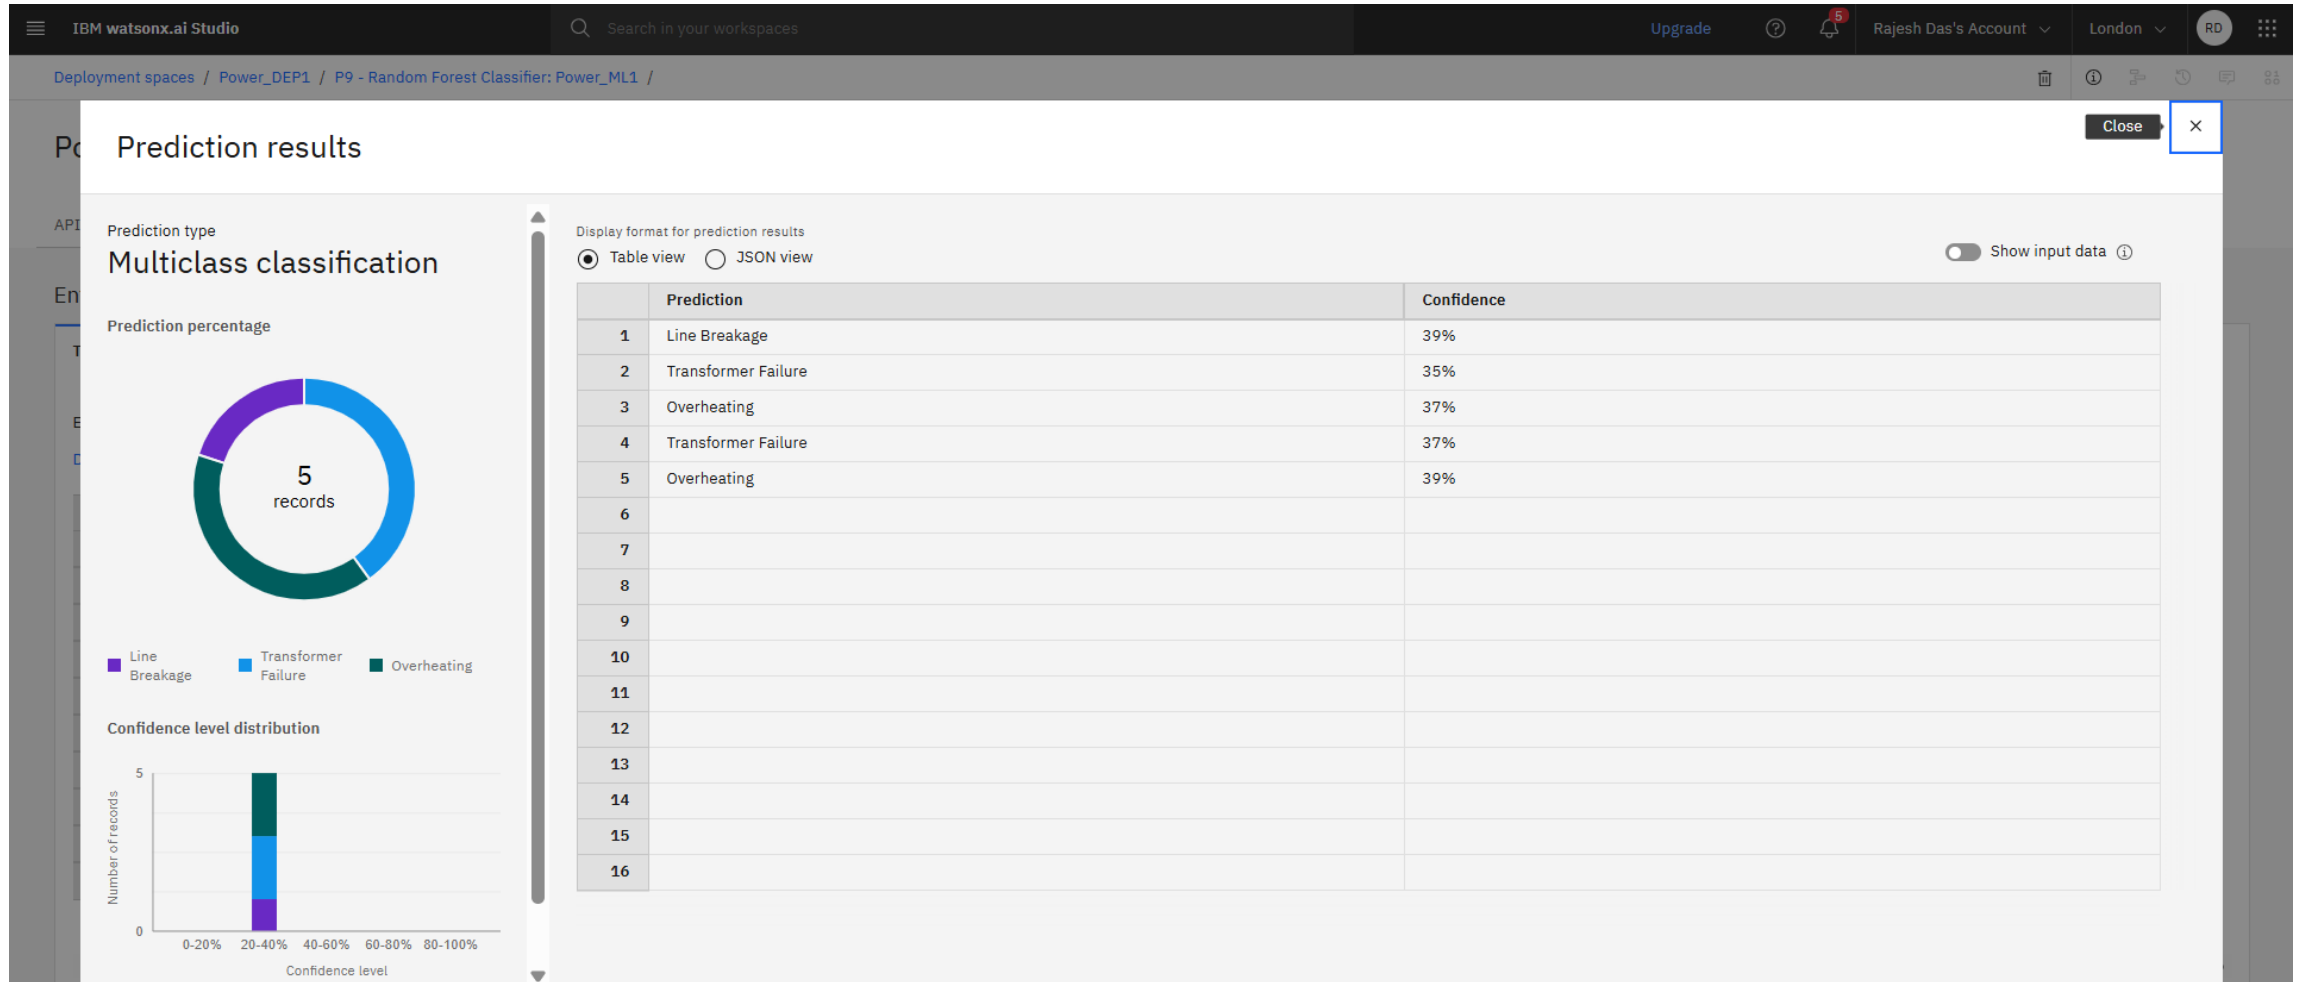 IBM watsonx.ai Studio
Search in your workspaces
Upgrade
5
Rajesh Das's Account
London
RD
Deployment spaces / Power_DEP1 / P9 - Random Forest Classifier: Power_ML1 /
Po
Prediction results
Close
API
En
T
E
D
Prediction type
Multiclass classification
Prediction percentage
5
records
Line
Breakage
Transformer
Failure
Overheating
Confidence level distribution
5
Number of records
0
0-20% 20-40% 40-60% 60-80% 80-100%
Confidence level
Display format for prediction results
Table view JSON view
Show input data
Prediction Confidence
1 Line Breakage 39%
2 Transformer Failure 35%
3 Overheating 37%
4 Transformer Failure 37%
5 Overheating 39%
6
7
8
9
10
11
12
13
14
15
16